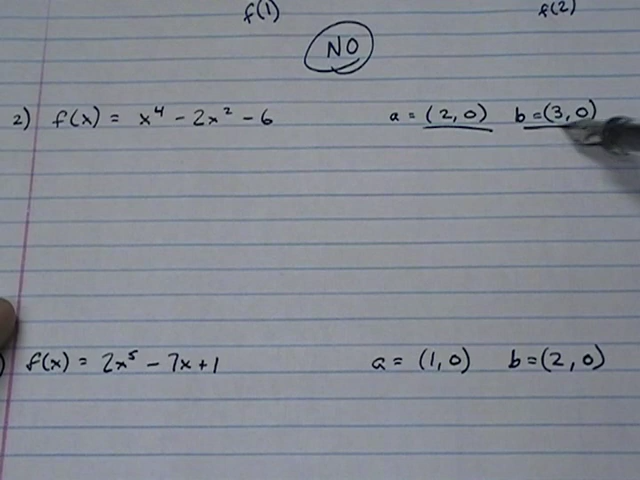 f(1) f(2)
NO
2) f(x) = x⁴ - 2x² - 6 a = (2,0) b = (3,0)
) f(x) = 2x⁵ - 7x + 1 a = (1,0) b = (2,0)